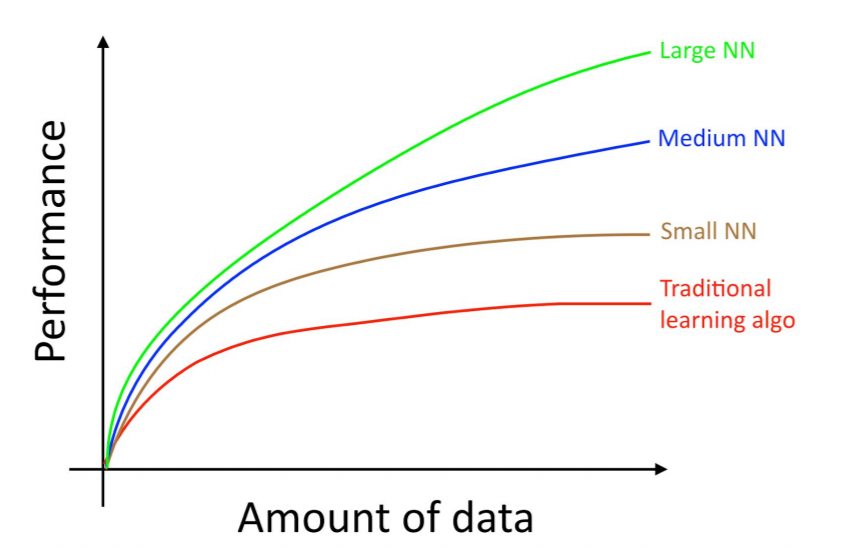 Large NN
Medium NN
Small NN
Traditional
learning algo
Performance
Amount of data